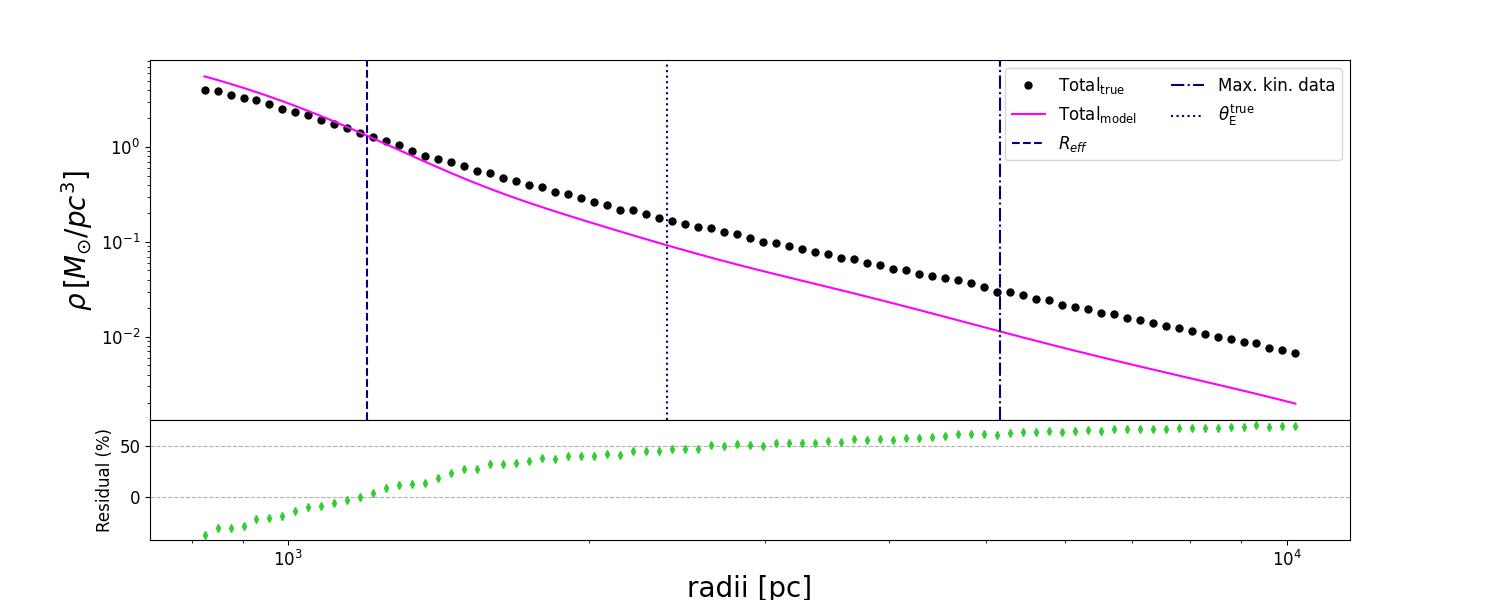 Total_true
Max. kin. data
Total_model
θ_E^true
R_eff
ρ [M_⊙/pc^3]
10^0
10^−1
10^−2
Residual (%)
50
0
10^3
10^4
radii [pc]